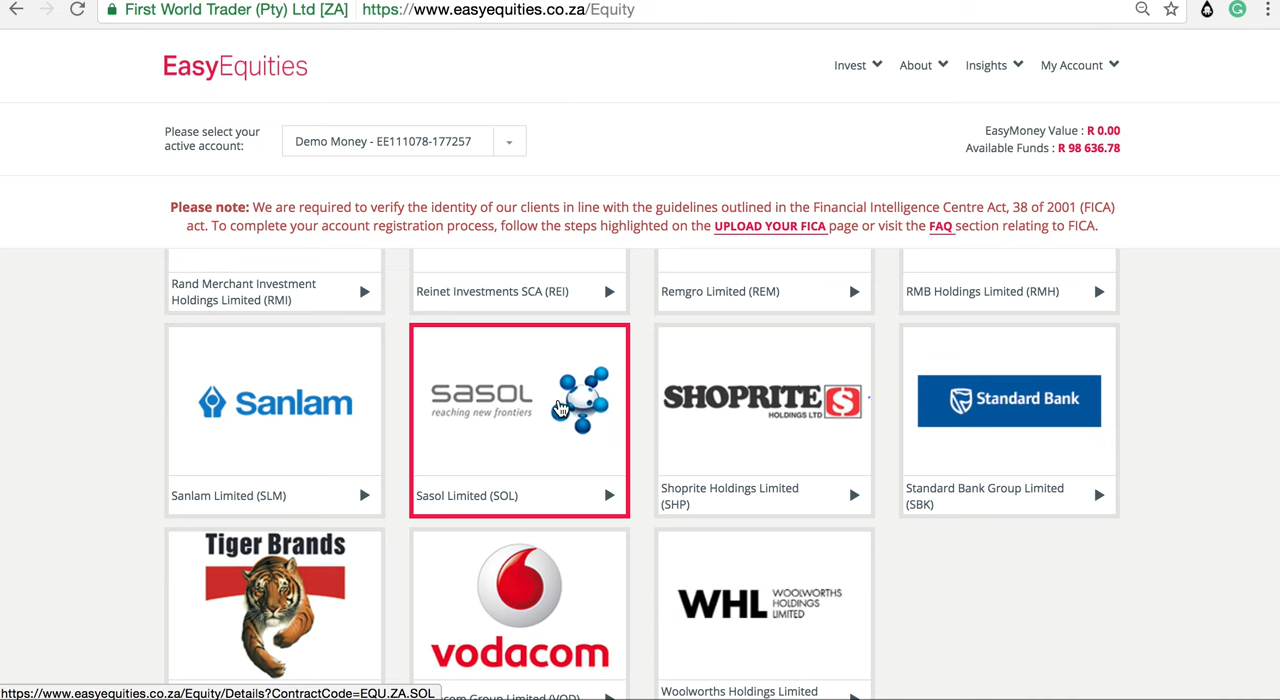 First World Trader (Pty) Ltd [ZA] https://www.easyequities.co.za/Equity
EasyEquities
Invest About Insights My Account
Please select your
active account:
Demo Money - EE111078-177257
EasyMoney Value : R 0.00
Available Funds : R 98 636.78
Please note: We are required to verify the identity of our clients in line with the guidelines outlined in the Financial Intelligence Centre Act, 38 of 2001 (FICA)
act. To complete your account registration process, follow the steps highlighted on the UPLOAD YOUR FICA page or visit the FAQ section relating to FICA.
Rand Merchant Investment
Holdings Limited (RMI)
Reinet Investments SCA (REI)
Remgro Limited (REM)
RMB Holdings Limited (RMH)
Sanlam
Sanlam Limited (SLM)
sasol
reaching new frontiers
Sasol Limited (SOL)
SHOPRITE S
HOLDINGS LTD
Shoprite Holdings Limited
(SHP)
Standard Bank
Standard Bank Group Limited
(SBK)
Tiger Brands
vodacom
com Group Limited (VOD)
WHL WOOLWORTHS
HOLDINGS
LIMITED
Woolworths Holdings Limited
https://www.easyequities.co.za/Equity/Details?ContractCode=EQU.ZA.SOL